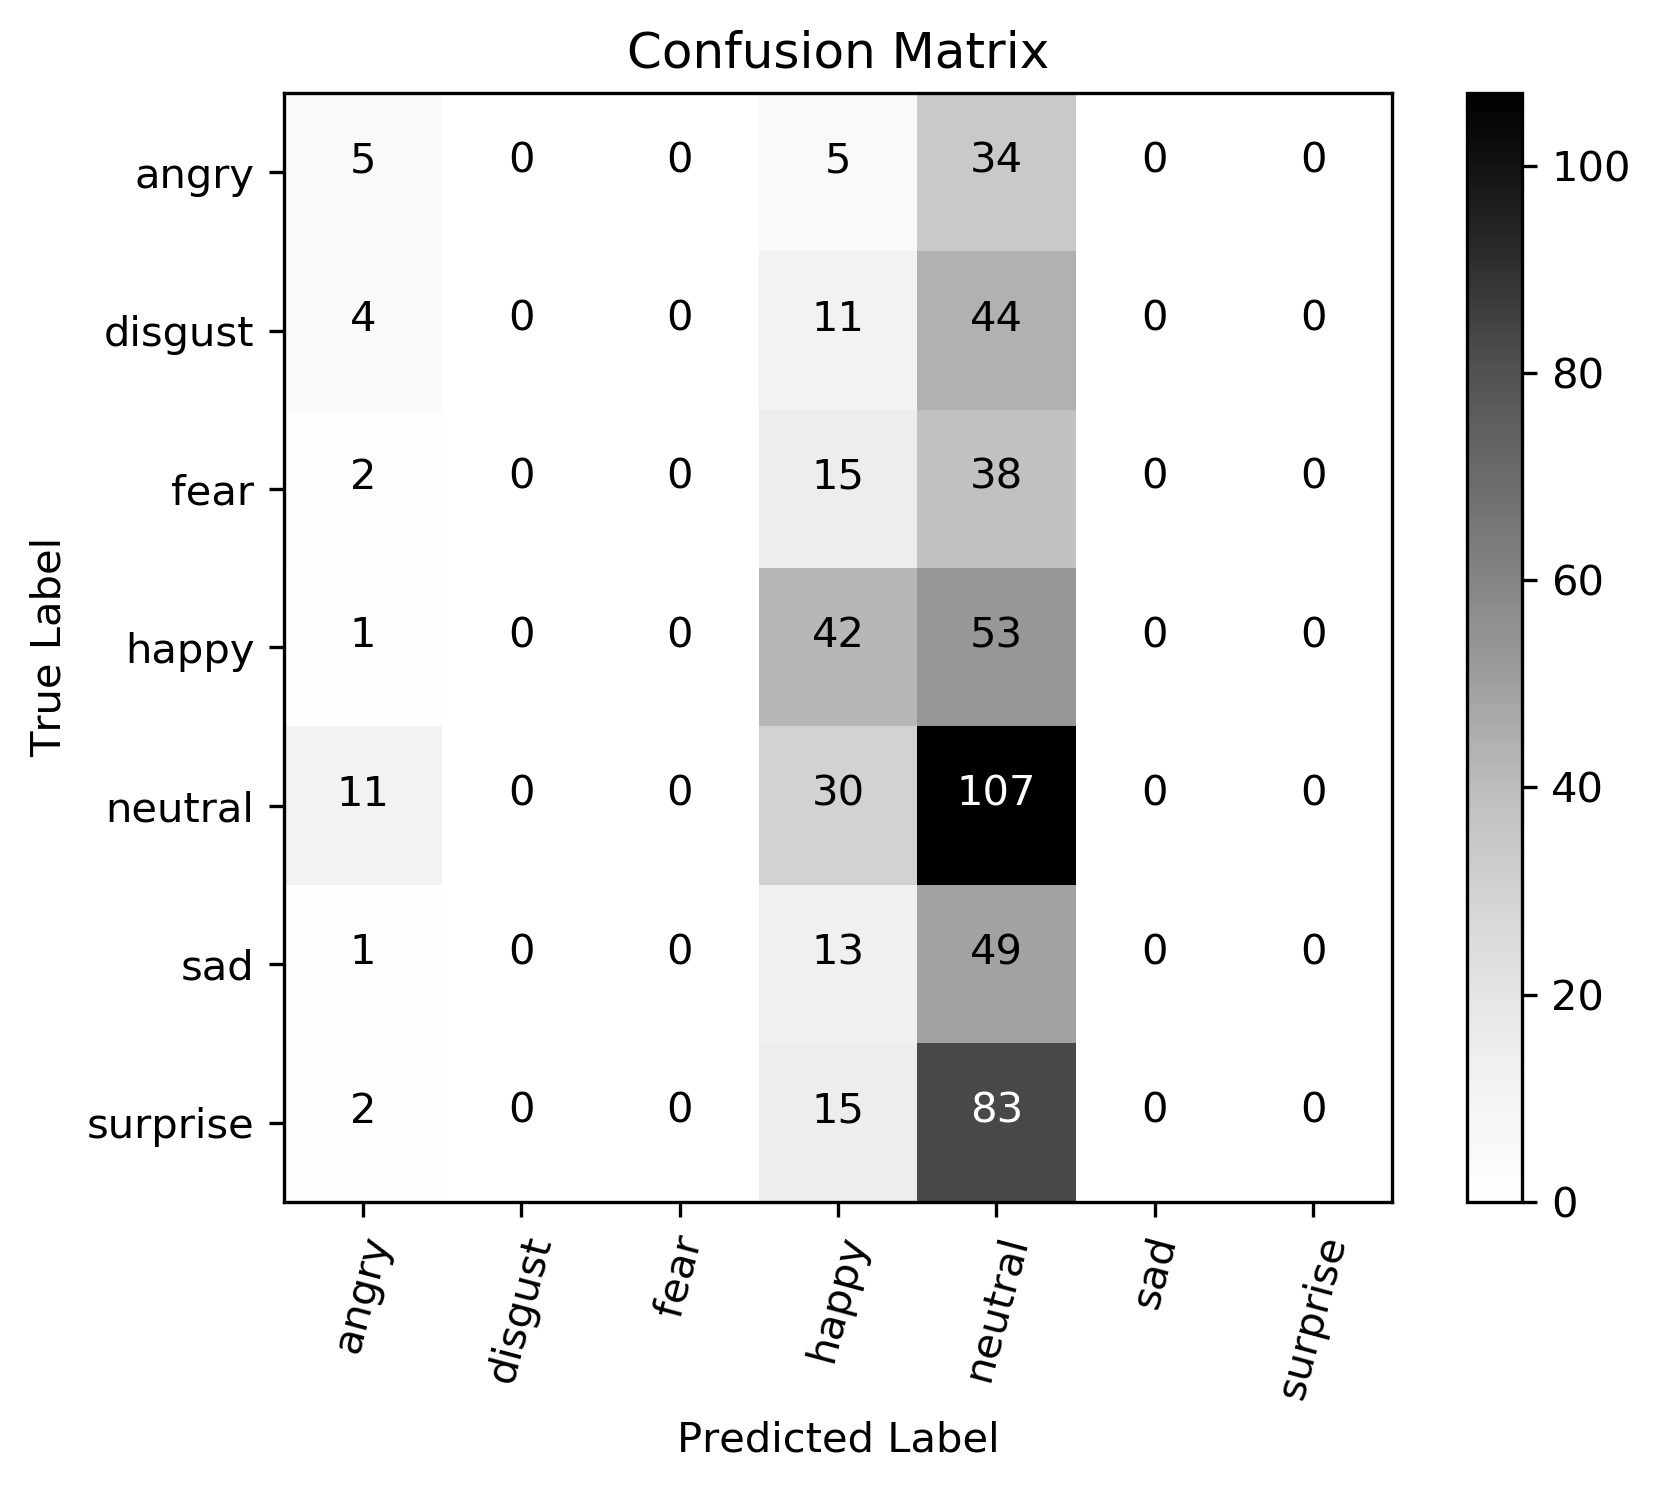 Confusion Matrix
True Label
angry 5 0 0 5 34 0 0
disgust 4 0 0 11 44 0 0
fear 2 0 0 15 38 0 0
happy 1 0 0 42 53 0 0
neutral 11 0 0 30 107 0 0
sad 1 0 0 13 49 0 0
surprise 2 0 0 15 83 0 0
angry disgust fear happy neutral sad surprise
Predicted Label
100
80
60
40
20
0